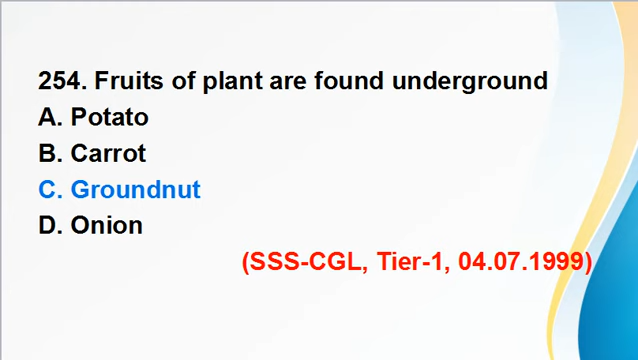 254. Fruits of plant are found underground
A. Potato
B. Carrot
C. Groundnut
D. Onion
(SSS-CGL, Tier-1, 04.07.1999)